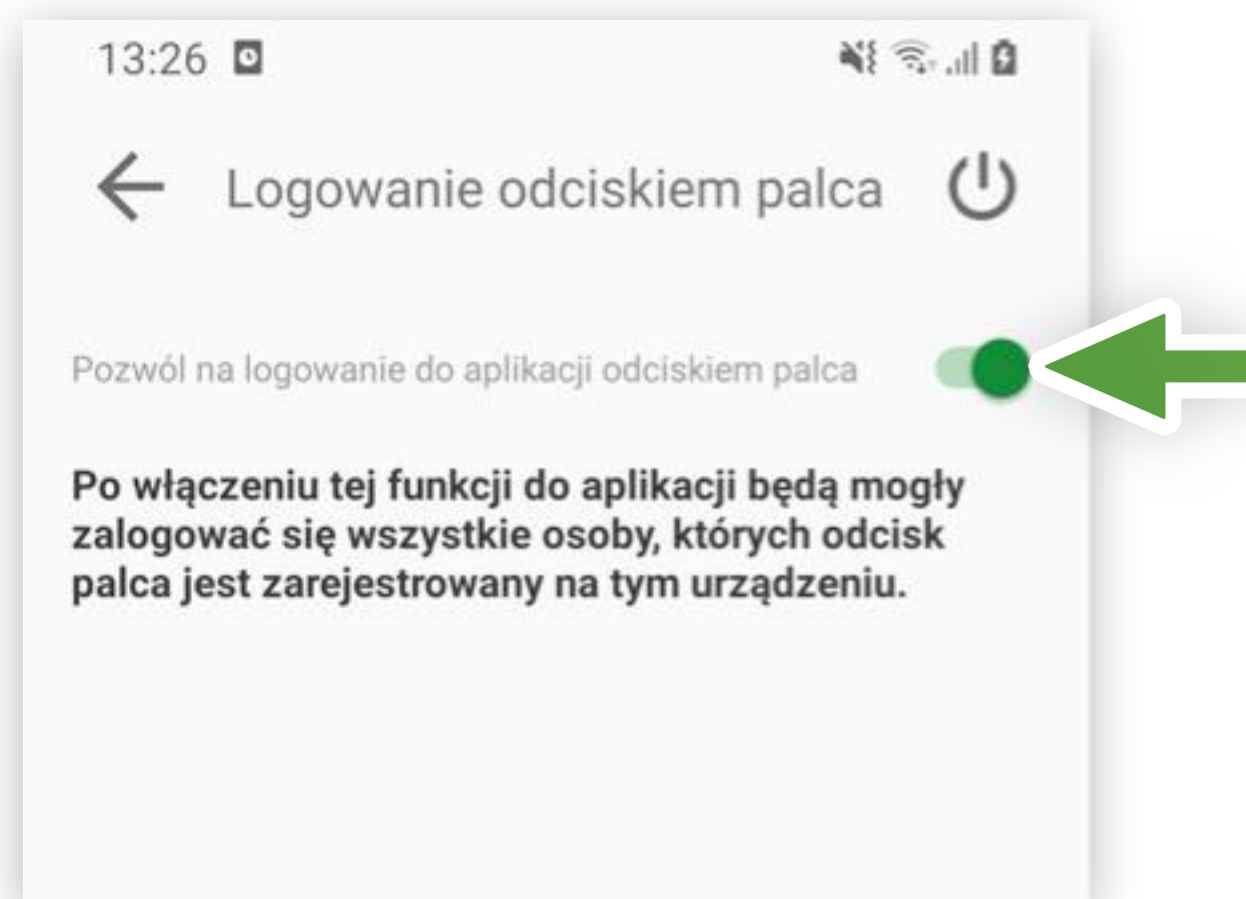 13:26
Logowanie odciskiem palca
Pozwól na logowanie do aplikacji odciskiem palca
Po włączeniu tej funkcji do aplikacji będą mogły
zalogować się wszystkie osoby, których odcisk
palca jest zarejestrowany na tym urządzeniu.